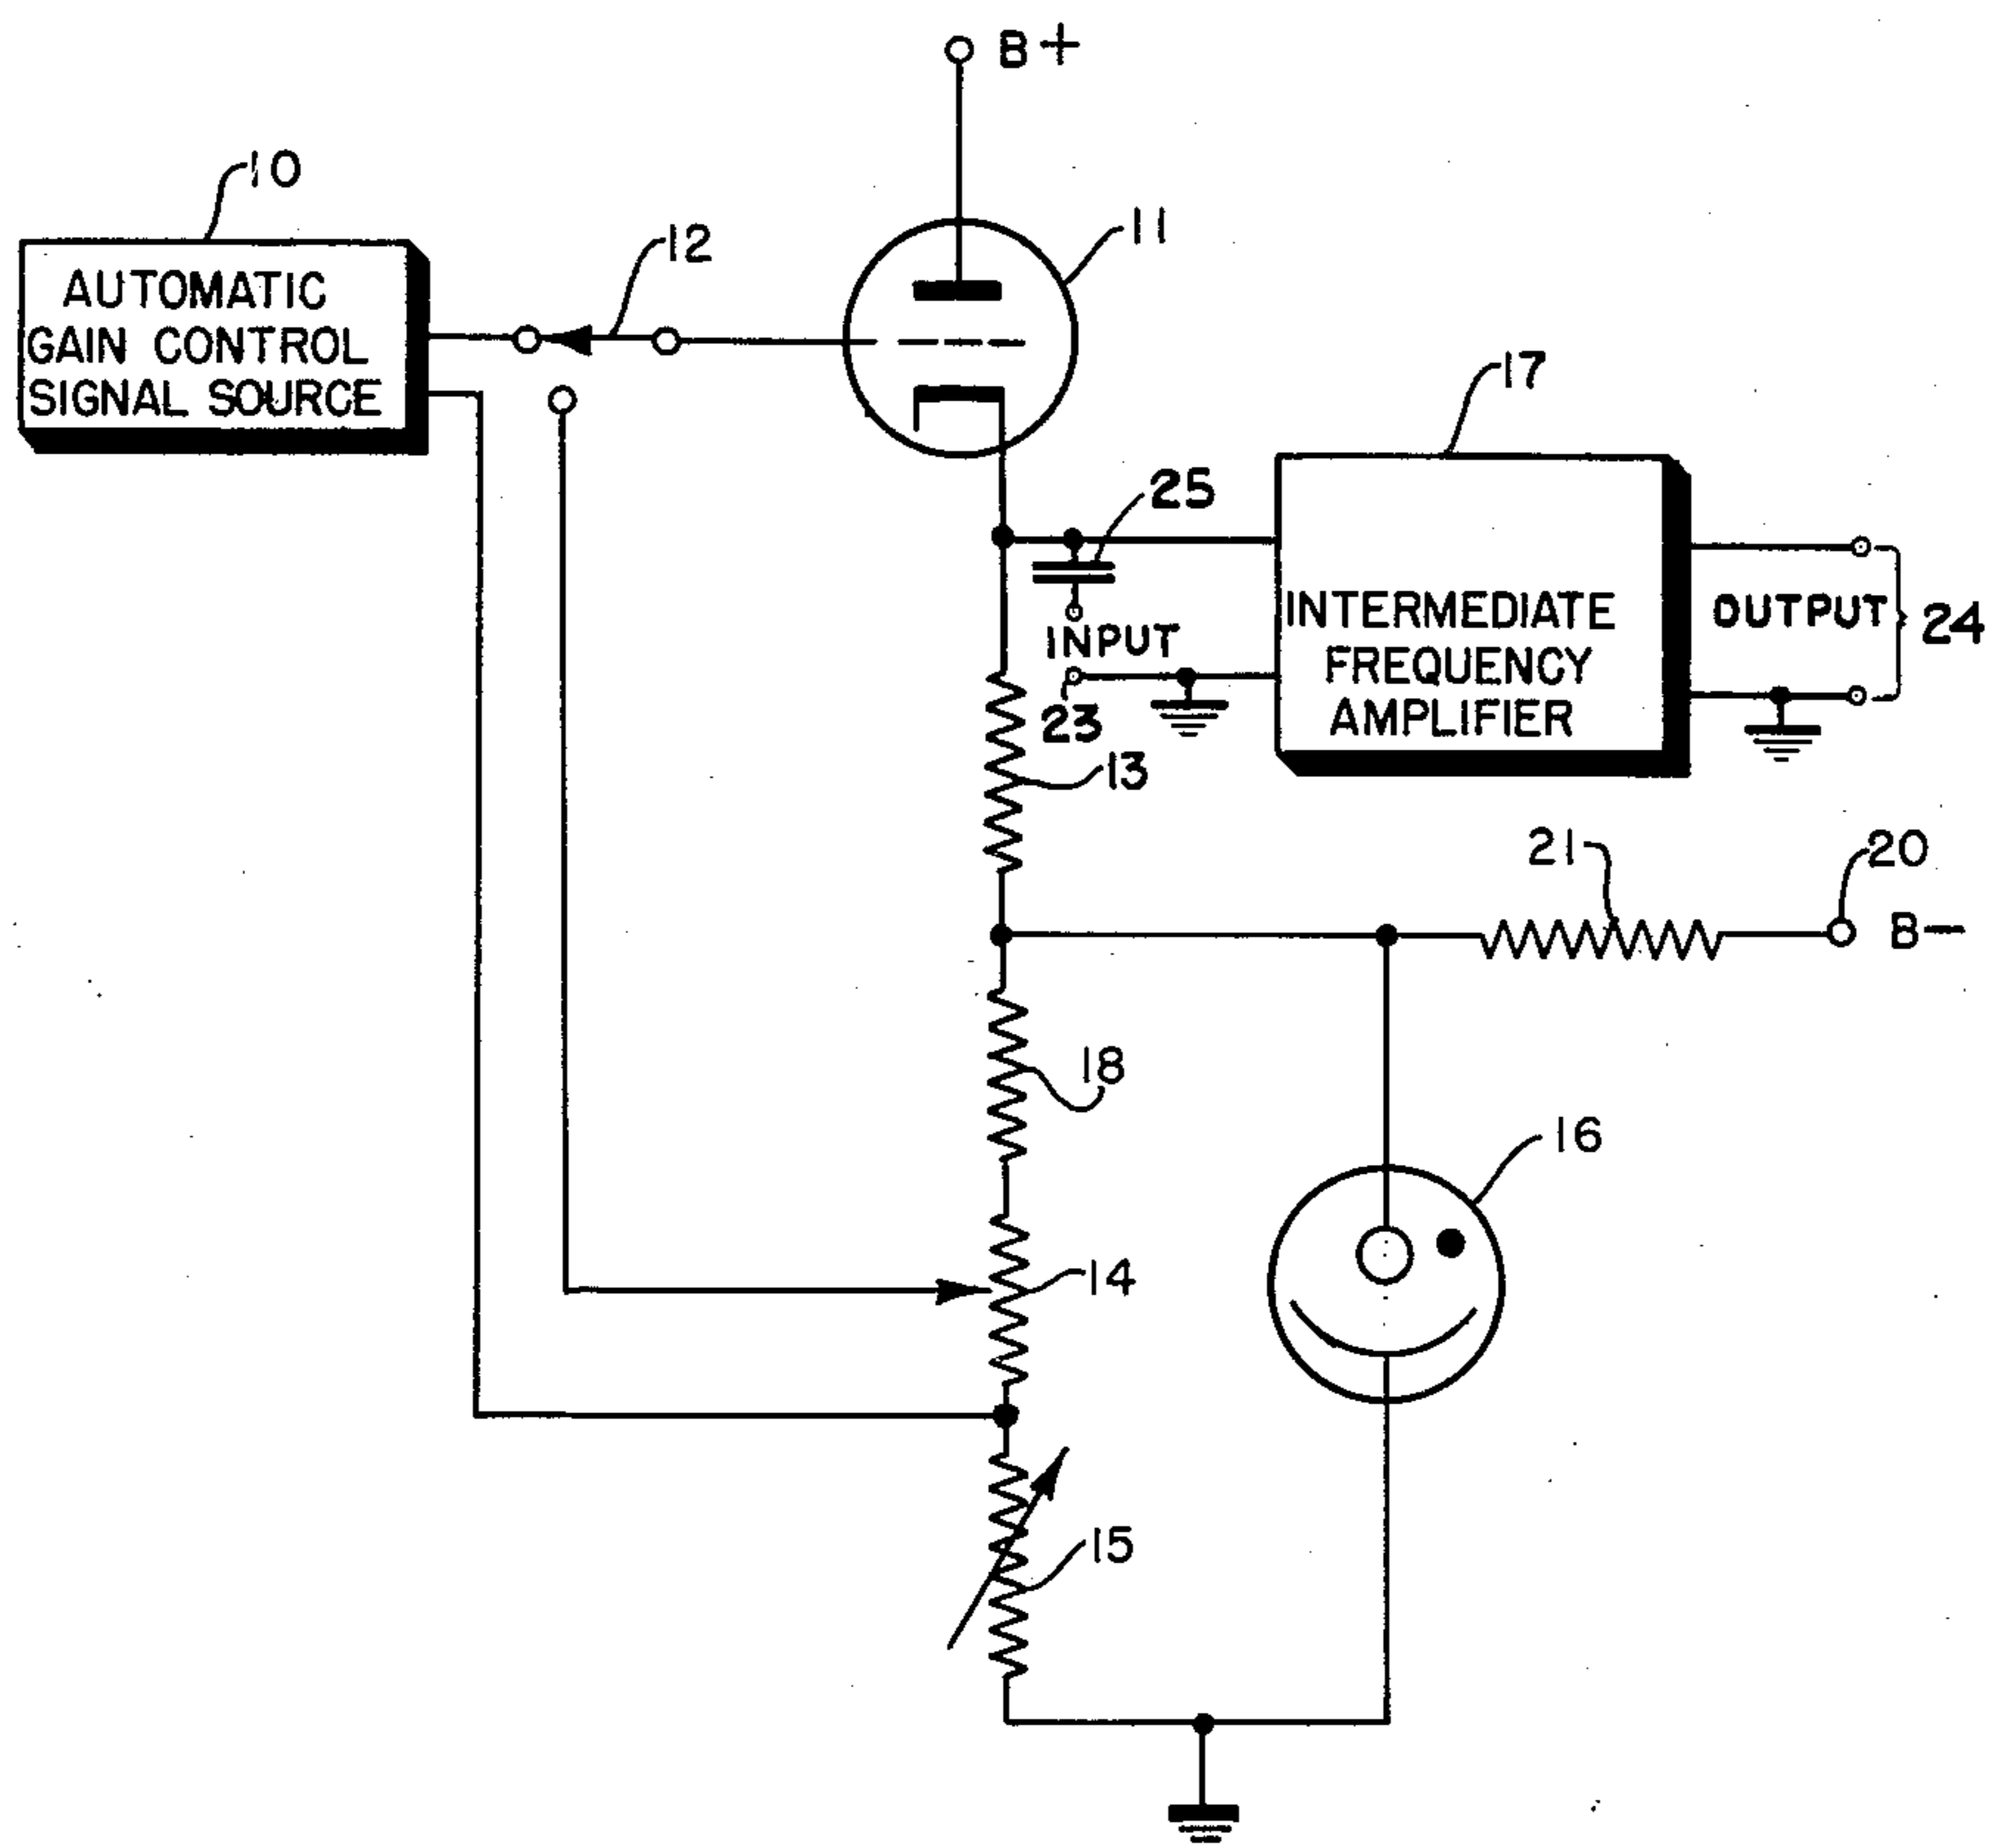 B+
10
12
11
AUTOMATIC
GAIN CONTROL
SIGNAL SOURCE
17
25
INTERMEDIATE
FREQUENCY
AMPLIFIER
INPUT
23
OUTPUT
24
13
21
20
B-
18
16
14
15